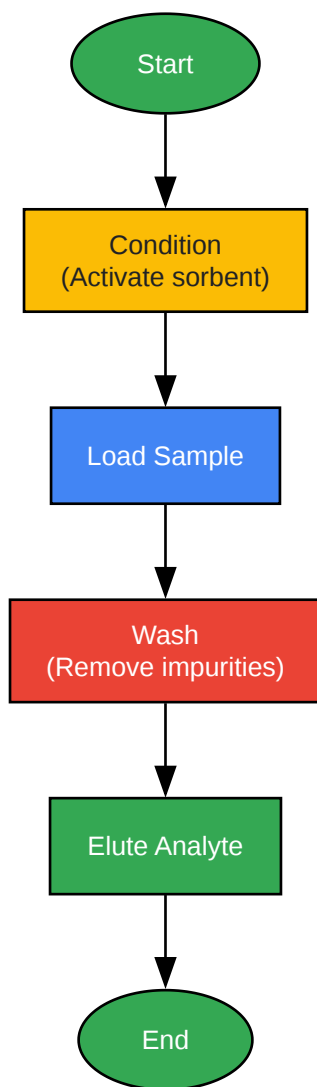 Start
Condition
(Activate sorbent)
Load Sample
Wash
(Remove impurities)
Elute Analyte
End